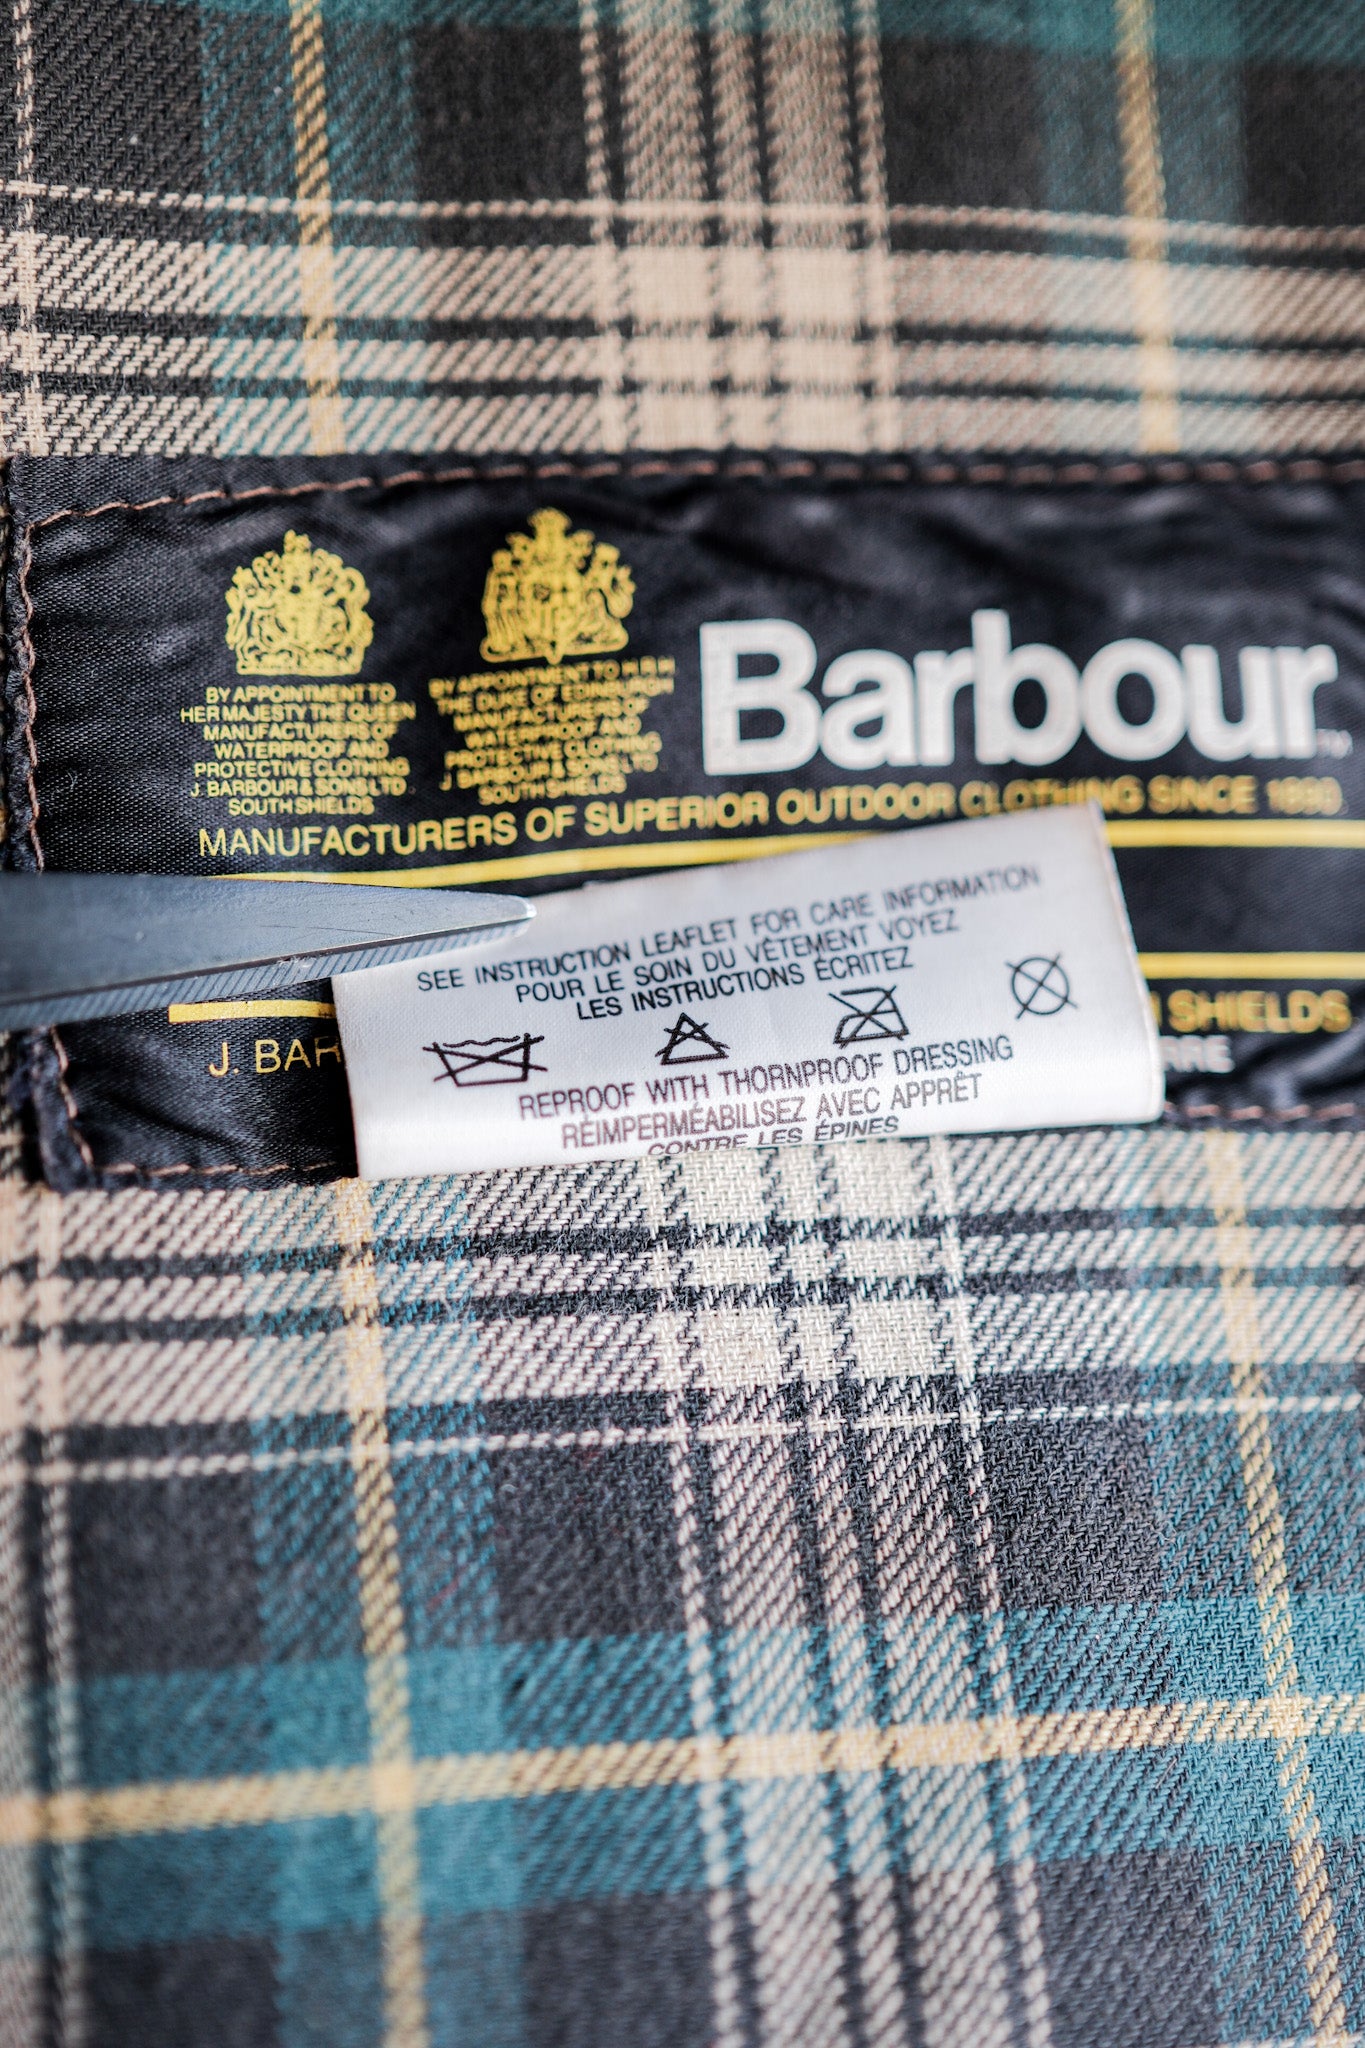 BY APPOINTMENT TO
HER MAJESTY THE QUEEN
MANUFACTURERS OF
WATERPROOF AND
PROTECTIVE CLOTHING
J. BARBOUR & SONS LTD.
SOUTH SHIELDS
BY APPOINTMENT TO H.R.H
THE DUKE OF EDINBURGH
MANUFACTURERS OF
WATERPROOF AND
PROTECTIVE CLOTHING
J. BARBOUR & SONS LTD
SOUTH SHIELDS
Barbour™
MANUFACTURERS OF SUPERIOR OUTDOOR CLOTHING SINCE 1890.
J. BAR
SHIELDS
RRE
SEE INSTRUCTION LEAFLET FOR CARE INFORMATION
POUR LE SOIN DU VÊTEMENT VOYEZ
LES INSTRUCTIONS ÉCRITEZ
REPROOF WITH THORNPROOF DRESSING
RÉIMPERMÉABILISEZ AVEC APPRÊT
CONTRE LES ÉPINES